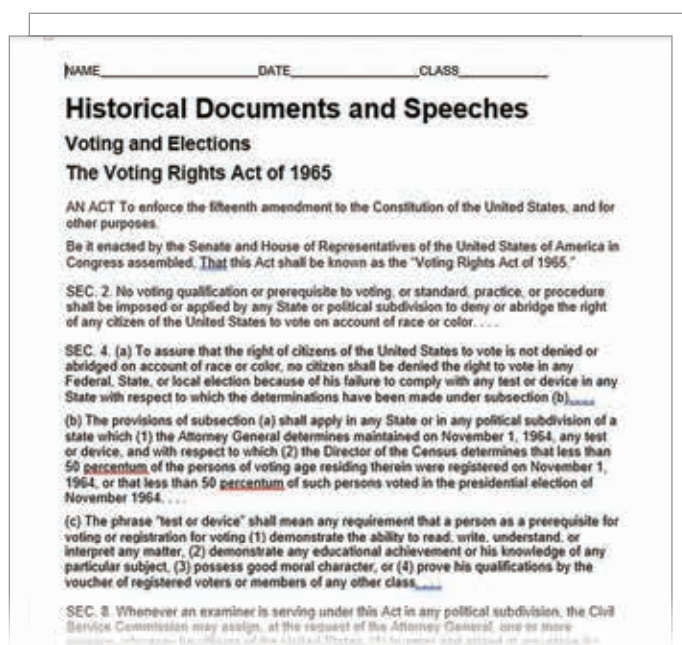 NAME____________________DATE________________CLASS___________
Historical Documents and Speeches
Voting and Elections
The Voting Rights Act of 1965
AN ACT To enforce the fifteenth amendment to the Constitution of the United States, and for
other purposes.
Be it enacted by the Senate and House of Representatives of the United States of America in
Congress assembled, That this Act shall be known as the "Voting Rights Act of 1965."
SEC. 2. No voting qualification or prerequisite to voting, or standard, practice, or procedure
shall be imposed or applied by any State or political subdivision to deny or abridge the right
of any citizen of the United States to vote on account of race or color. . . .
SEC. 4. (a) To assure that the right of citizens of the United States to vote is not denied or
abridged on account of race or color, no citizen shall be denied the right to vote in any
Federal, State, or local election because of his failure to comply with any test or device in any
State with respect to which the determinations have been made under subsection (b)....
(b) The provisions of subsection (a) shall apply in any State or in any political subdivision of a
state which (1) the Attorney General determines maintained on November 1, 1964, any test
or device, and with respect to which (2) the Director of the Census determines that less than
50 percentum of the persons of voting age residing therein were registered on November 1,
1964, or that less than 50 percentum of such persons voted in the presidential election of
November 1964. . . .
(c) The phrase "test or device" shall mean any requirement that a person as a prerequisite for
voting or registration for voting (1) demonstrate the ability to read, write, understand, or
interpret any matter, (2) demonstrate any educational achievement or his knowledge of any
particular subject, (3) possess good moral character, or (4) prove his qualifications by the
voucher of registered voters or members of any other class....
SEC. 8. Whenever an examiner is serving under this Act in any political subdivision, the Civil
Service Commission may assign, at the request of the Attorney General, one or more